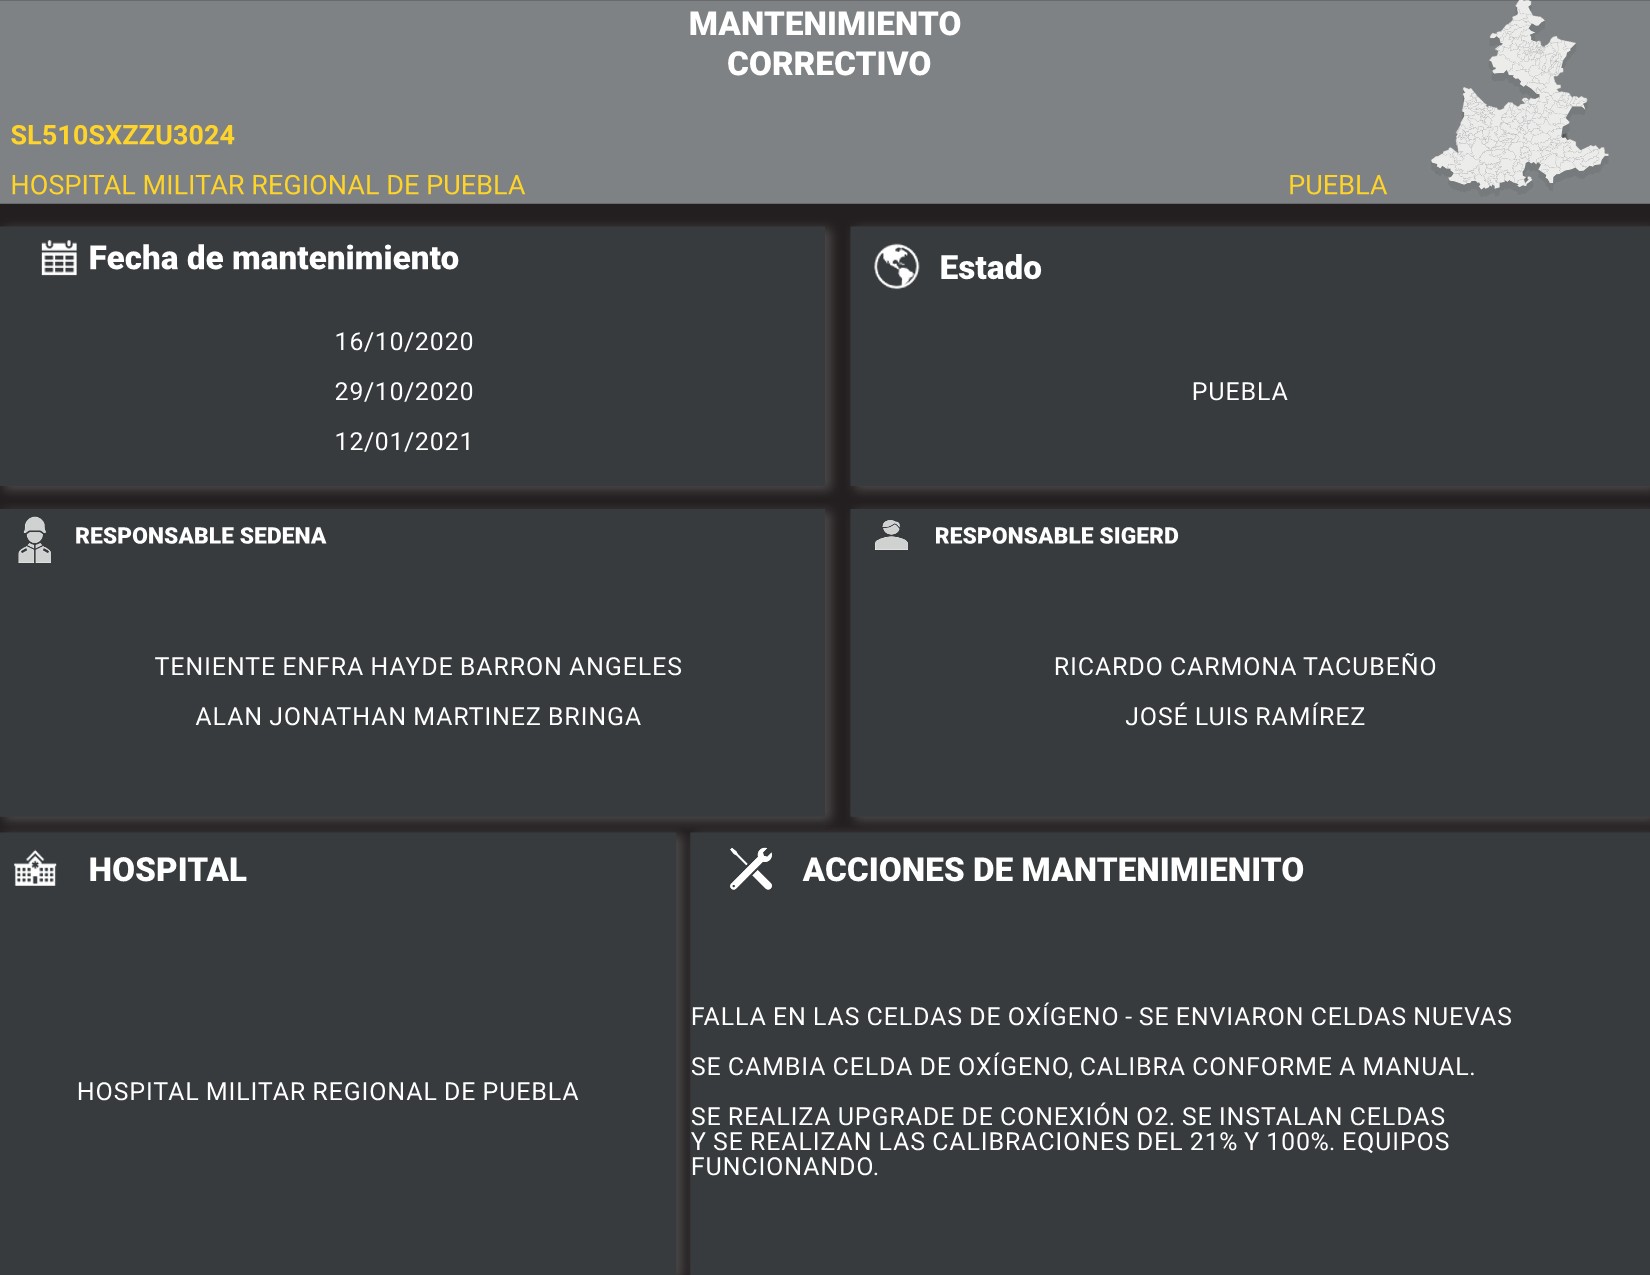 MANTENIMIENTO
CORRECTIVO
SL510SXZZU3024
HOSPITAL MILITAR REGIONAL DE PUEBLA
PUEBLA
Fecha de mantenimiento
16/10/2020
29/10/2020
12/01/2021
Estado
PUEBLA
RESPONSABLE SEDENA
TENIENTE ENFRA HAYDE BARRON ANGELES
ALAN JONATHAN MARTINEZ BRINGA
RESPONSABLE SIGERD
RICARDO CARMONA TACUBEÑO
JOSÉ LUIS RAMÍREZ
HOSPITAL
HOSPITAL MILITAR REGIONAL DE PUEBLA
ACCIONES DE MANTENIMIENITO
FALLA EN LAS CELDAS DE OXÍGENO - SE ENVIARON CELDAS NUEVAS
SE CAMBIA CELDA DE OXÍGENO, CALIBRA CONFORME A MANUAL.
SE REALIZA UPGRADE DE CONEXIÓN O2. SE INSTALAN CELDAS
Y SE REALIZAN LAS CALIBRACIONES DEL 21% Y 100%. EQUIPOS
FUNCIONANDO.